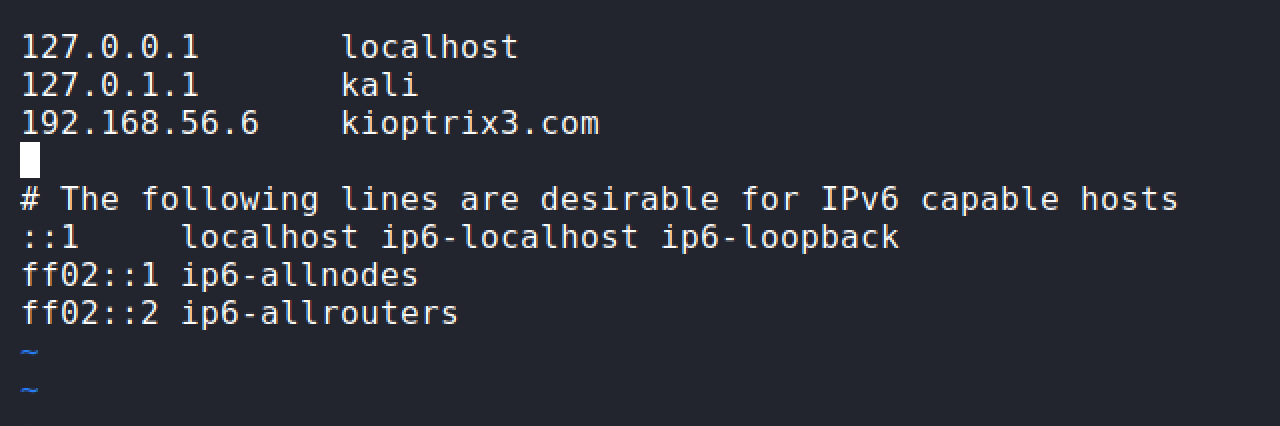 127.0.0.1       localhost
127.0.1.1       kali
192.168.56.6    kioptrix3.com
# The following lines are desirable for IPv6 capable hosts
::1     localhost ip6-localhost ip6-loopback
ff02::1 ip6-allnodes
ff02::2 ip6-allrouters
~
~